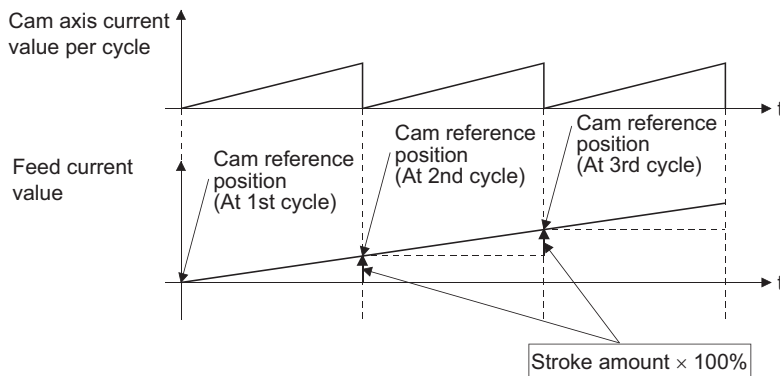 Cam axis current
value per cycle
t
Feed current
value
Cam reference
position
(At 1st cycle)
Cam reference
position
(At 2nd cycle)
Cam reference
position
(At 3rd cycle)
t
Stroke amount × 100%